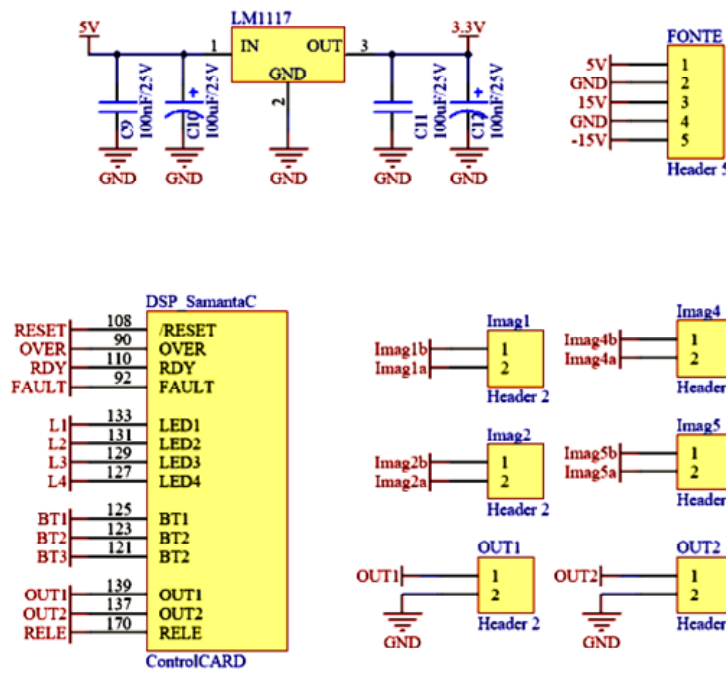 5V
LM1117
3.3V
1 IN OUT 3
GND
2
C9
100nF/25V
C10
100uF/25V
C11
100nF/25V
C12
100uF/25V
GND
GND
GND
GND
GND
FONTE
5V 1
GND 2
15V 3
GND 4
-15V 5
Header 5
DSP_SamantaC
RESET 108 /RESET
OVER 90 OVER
RDY 110 RDY
FAULT 92 FAULT
L1 133 LED1
L2 131 LED2
L3 129 LED3
L4 127 LED4
BT1 125 BT1
BT2 123 BT2
BT3 121 BT2
OUT1 139 OUT1
OUT2 137 OUT2
RELE 170 RELE
ControlCARD
Imag1
Imag1b 1
Imag1a 2
Header 2
Imag4
Imag4b 1
Imag4a 2
Header
Imag2
Imag2b 1
Imag2a 2
Header 2
Imag5
Imag5b 1
Imag5a 2
Header
OUT1
OUT1 1
2
GND
Header 2
OUT2
OUT2 1
2
GND
Header